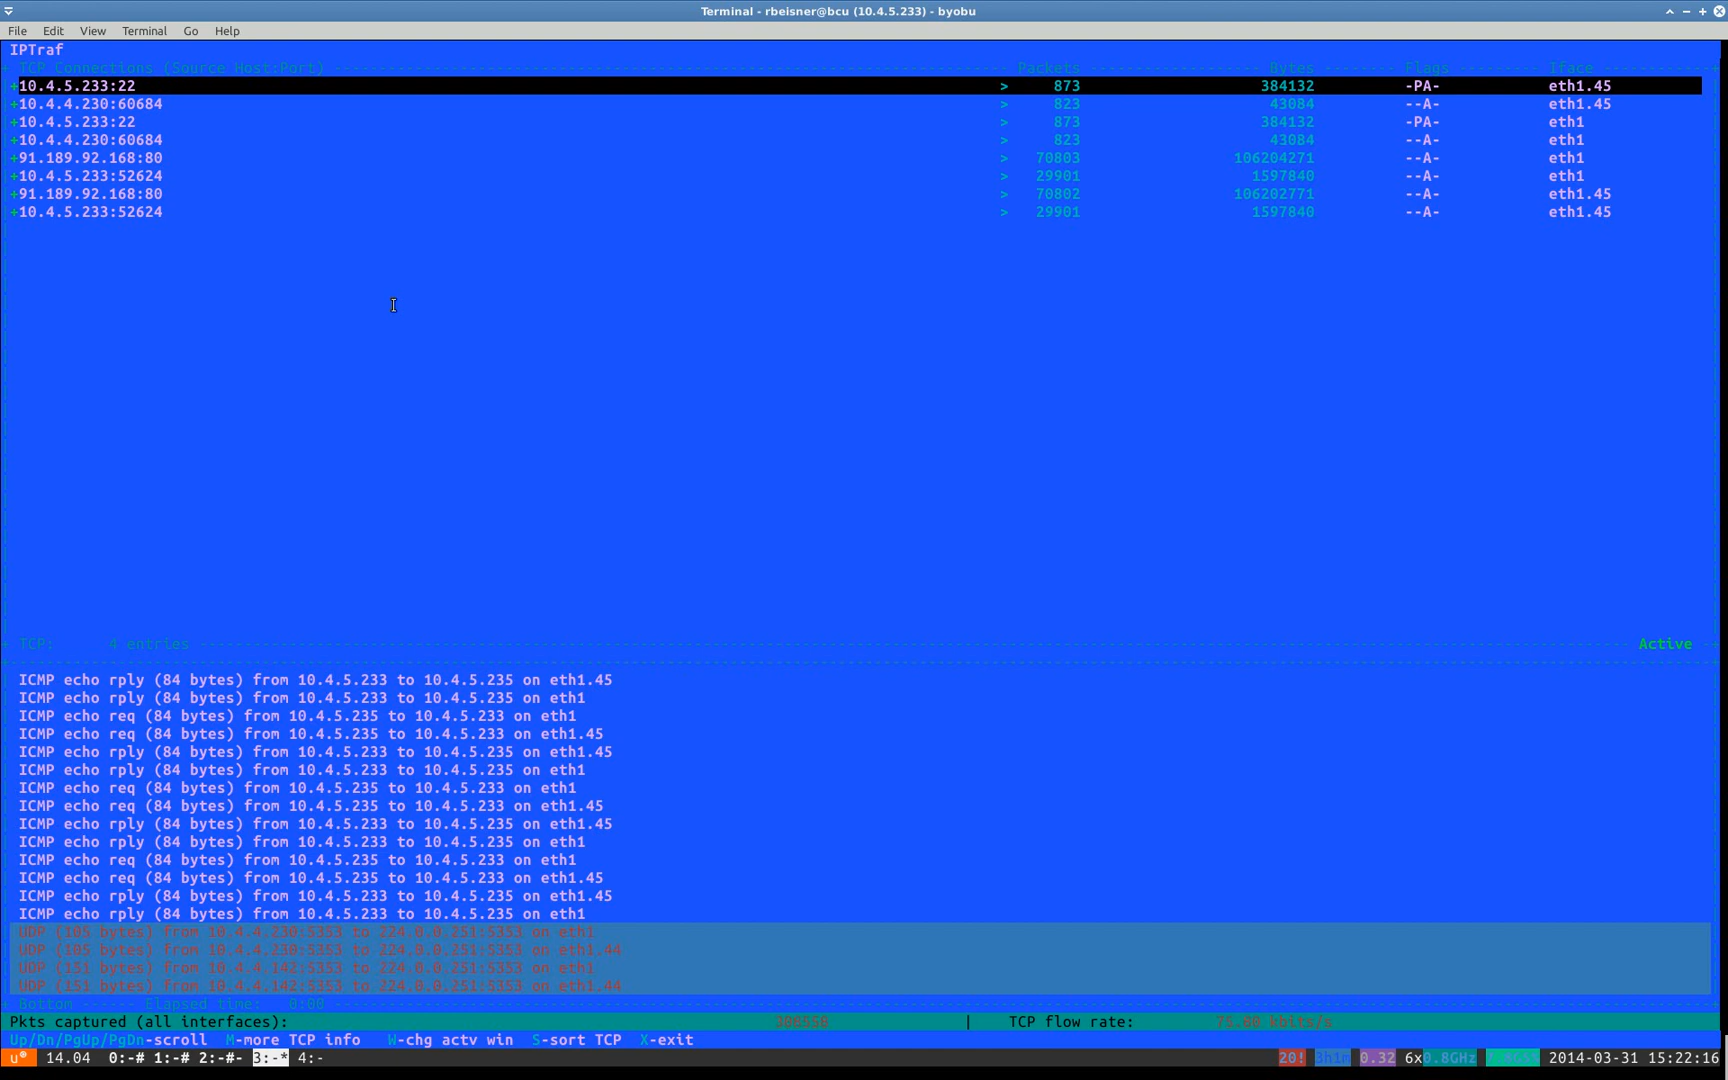 Terminal - rbeisner@bcu (10.4.5.233) - byobu
File Edit View Terminal Go Help
IPTraf
TCP Connections (Source Host:Port) Packets Bytes Flags Iface
+10.4.5.233:22 > 873 384132 -PA- eth1.45
+10.4.4.230:60684 > 823 43084 --A- eth1.45
+10.4.5.233:22 > 873 384132 -PA- eth1
+10.4.4.230:60684 > 823 43084 --A- eth1
+91.189.92.168:80 > 70803 106204271 --A- eth1
+10.4.5.233:52624 > 29901 1597840 --A- eth1
+91.189.92.168:80 > 70802 106202771 --A- eth1.45
+10.4.5.233:52624 > 29901 1597840 --A- eth1.45
TCP: 4 entries Active
ICMP echo rply (84 bytes) from 10.4.5.233 to 10.4.5.235 on eth1.45
ICMP echo rply (84 bytes) from 10.4.5.233 to 10.4.5.235 on eth1
ICMP echo req (84 bytes) from 10.4.5.235 to 10.4.5.233 on eth1
ICMP echo req (84 bytes) from 10.4.5.235 to 10.4.5.233 on eth1.45
ICMP echo rply (84 bytes) from 10.4.5.233 to 10.4.5.235 on eth1.45
ICMP echo rply (84 bytes) from 10.4.5.233 to 10.4.5.235 on eth1
ICMP echo req (84 bytes) from 10.4.5.235 to 10.4.5.233 on eth1
ICMP echo req (84 bytes) from 10.4.5.235 to 10.4.5.233 on eth1.45
ICMP echo rply (84 bytes) from 10.4.5.233 to 10.4.5.235 on eth1.45
ICMP echo rply (84 bytes) from 10.4.5.233 to 10.4.5.235 on eth1
ICMP echo req (84 bytes) from 10.4.5.235 to 10.4.5.233 on eth1
ICMP echo req (84 bytes) from 10.4.5.235 to 10.4.5.233 on eth1.45
ICMP echo rply (84 bytes) from 10.4.5.233 to 10.4.5.235 on eth1.45
ICMP echo rply (84 bytes) from 10.4.5.233 to 10.4.5.235 on eth1
UDP (105 bytes) from 10.4.4.230:5353 to 224.0.0.251:5353 on eth1
UDP (105 bytes) from 10.4.4.230:5353 to 224.0.0.251:5353 on eth1.44
UDP (151 bytes) from 10.4.4.142:5353 to 224.0.0.251:5353 on eth1
UDP (151 bytes) from 10.4.4.142:5353 to 224.0.0.251:5353 on eth1.44
Bottom Elapsed time: 0:08
Pkts captured (all interfaces): | TCP flow rate: kbits/s
Up/Dn/PgUp/PgDn-scroll M-more TCP info W-chg actv win S-sort TCP X-exit
u 14.04 0:-# 1:-# 2:-#- 3:-* 4:- 20! 3h1m 0.32 6x0.8GHz 2014-03-31 15:22:16